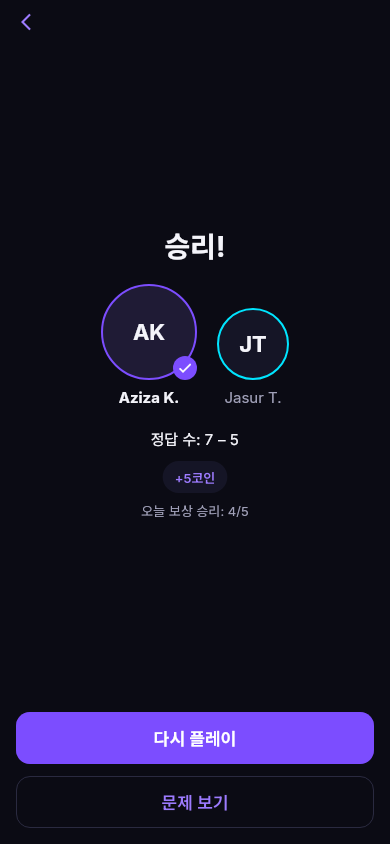 승리!
AK
JT
Aziza K.
Jasur T.
정답 수: 7 – 5
+5코인
오늘 보상 승리: 4/5
다시 플레이
문제 보기